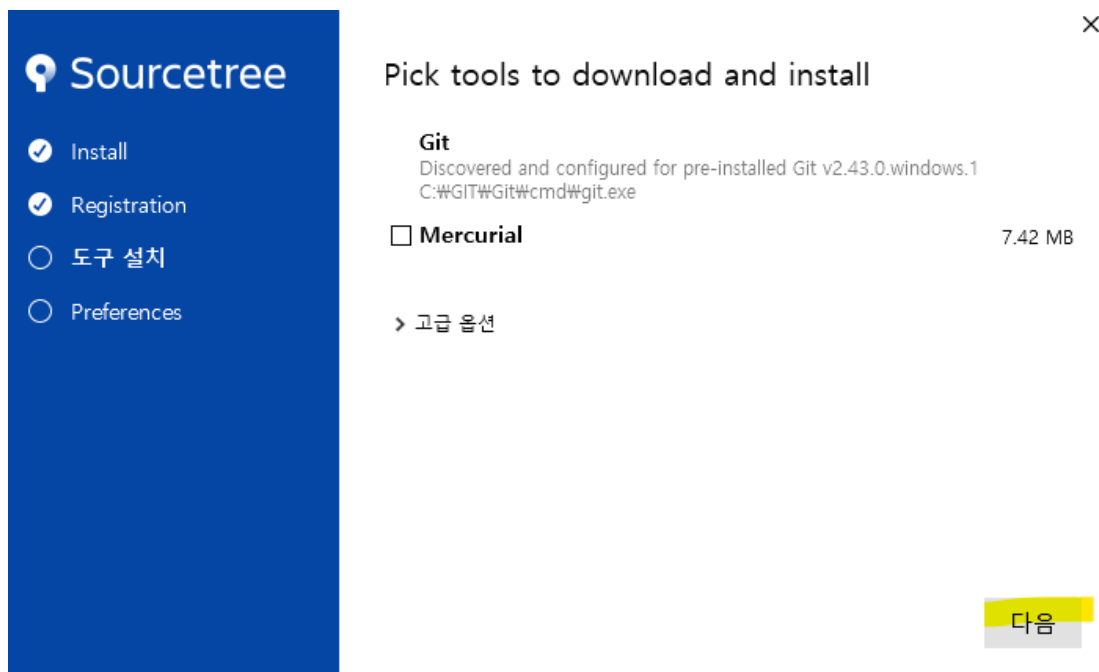 Sourcetree
Install
Registration
도구 설치
Preferences
Pick tools to download and install
Git
Discovered and configured for pre-installed Git v2.43.0.windows.1
C:₩GIT₩Git₩cmd₩git.exe
Mercurial 7.42 MB
고급 옵션
다음